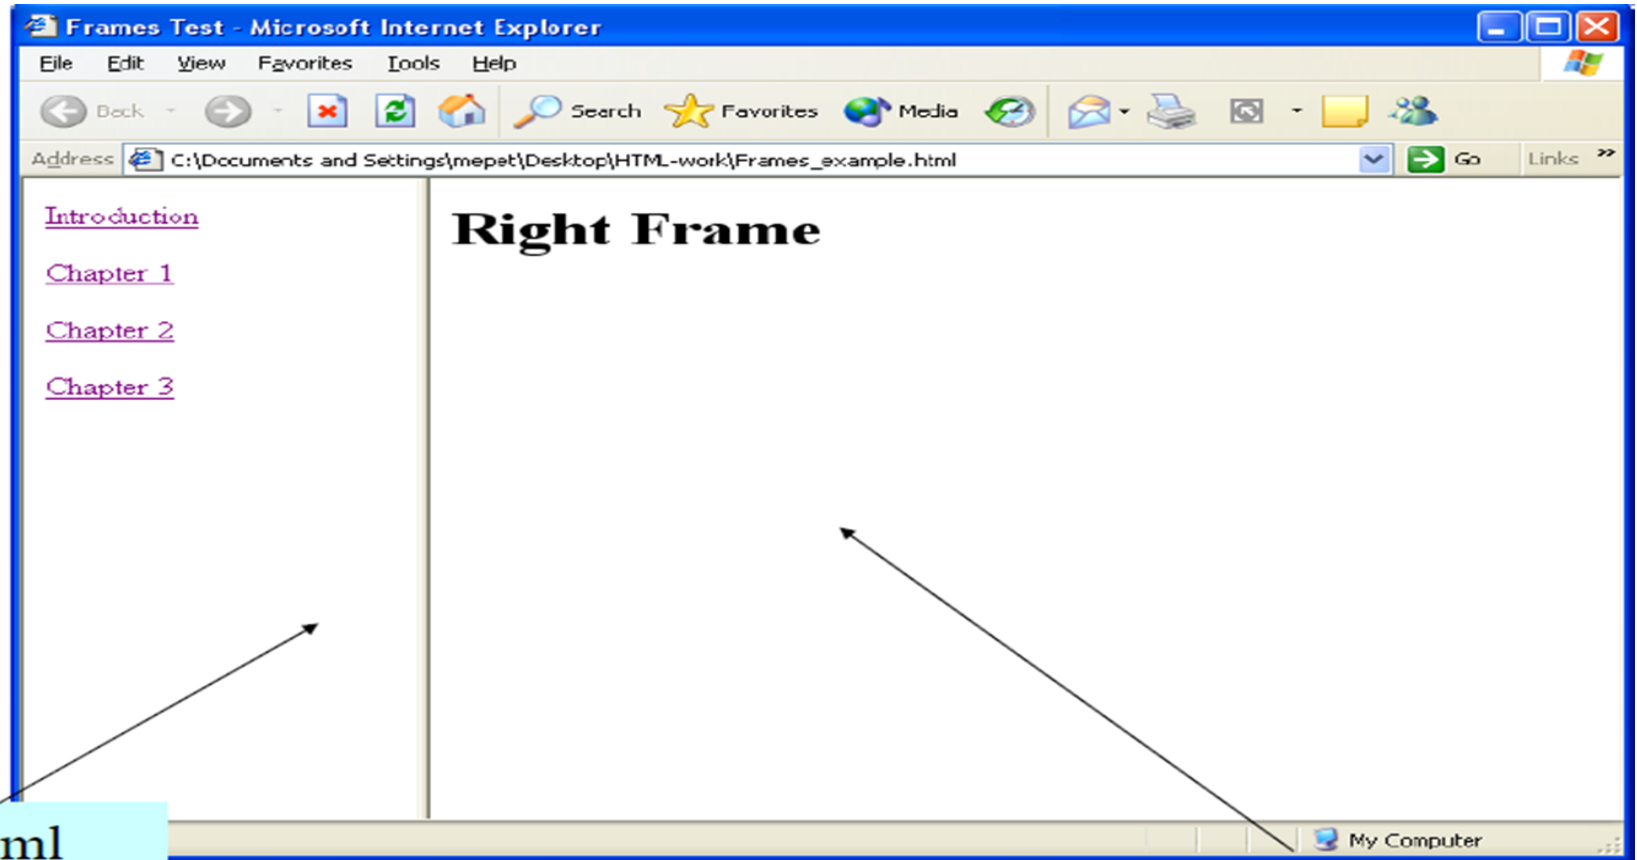 Frames Test - Microsoft Internet Explorer
File Edit View Favorites Tools Help
Back Search Favorites Media
Address C:\Documents and Settings\mepet\Desktop\HTML-work\Frames_example.html Go Links »
Introduction
Right Frame
Chapter 1
Chapter 2
Chapter 3
ml
My Computer